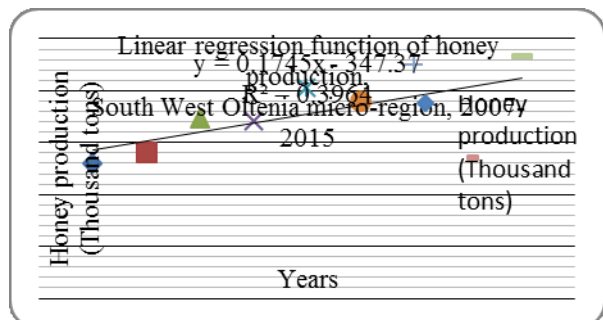 Linear regression function of honey
y = 0.1745x - 347.37
production,
R² = 0.3964
South West Oltenia micro-region, 2007-
2015
Honey production
(Thousand tons)
Honey
production
(Thousand
tons)
Years